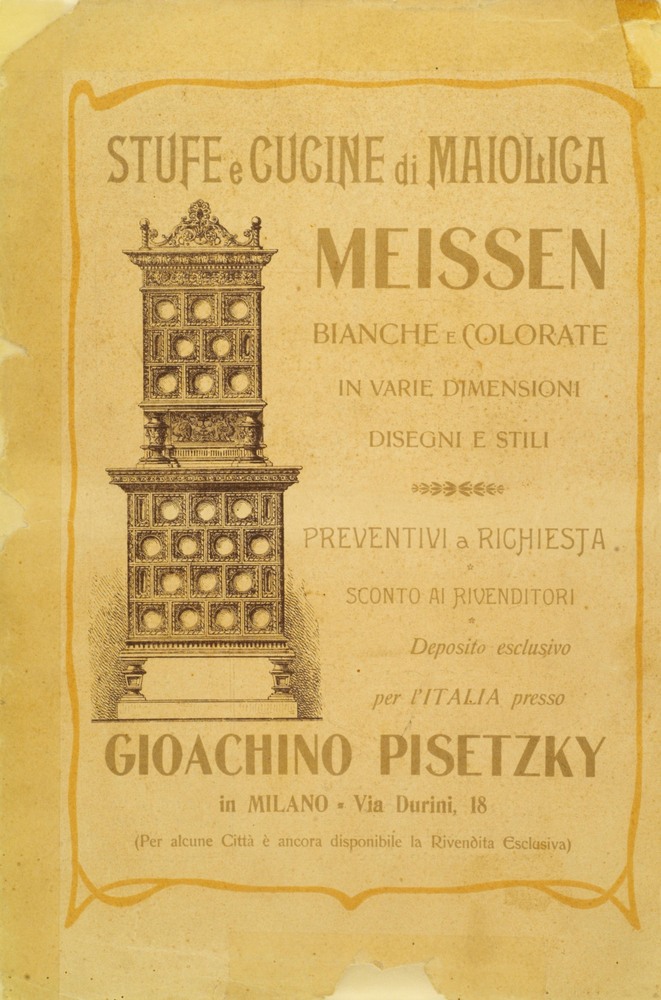 STUFE e CUCINE di MAIOLICA
MEISSEN
BIANCHE E COLORATE
IN VARIE DIMENSIONI
DISEGNI E STILI
PREVENTIVI a RICHIESTA.
SCONTO AI RIVENDITORI
Deposito esclusivo
per l'ITALIA presso
GIOACHINO PISETZKY
in MILANO - Via Durini, 18
(Per alcune Città è ancora disponibile la Rivendita Esclusiva)